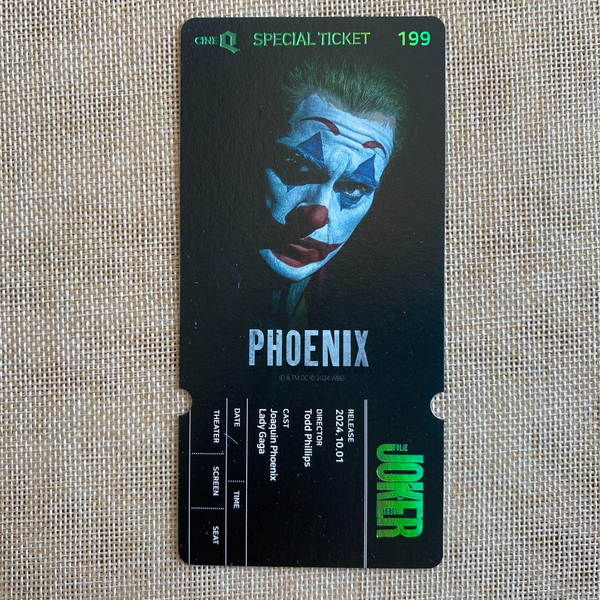 CINE Q
SPECIAL TICKET
199
PHOENIX
© & TM DC © 2024 WBEI
RELEASE
2024.10.01
DIRECTOR
Todd Phillips
CAST
Joaquin Phoenix
Lady Gaga
DATE
TIME
THEATER
SCREEN
SEAT
JOKER
FOLIE